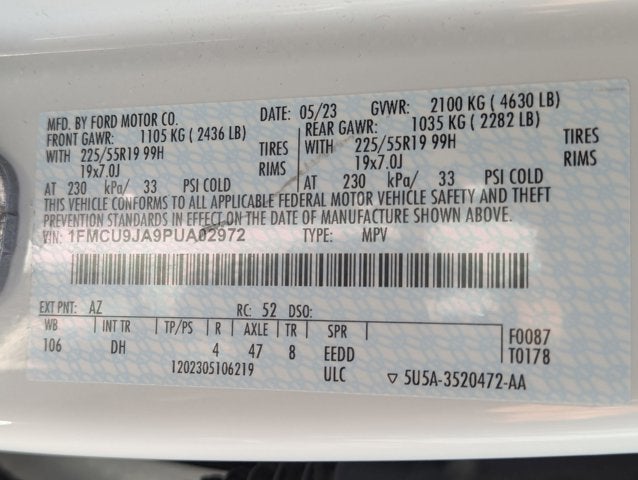 MFD. BY FORD MOTOR CO. DATE: 05/23 GVWR: 2100 KG ( 4630 LB)
FRONT GAWR: 1105 KG ( 2436 LB) REAR GAWR: 1035 KG ( 2282 LB)
WITH 225/55R19 99H TIRES WITH 225/55R19 99H TIRES
19x7.0J RIMS 19x7.0J RIMS
AT 230 kPa/ 33 PSI COLD AT 230 kPa/ 33 PSI COLD
THIS VEHICLE CONFORMS TO ALL APPLICABLE FEDERAL MOTOR VEHICLE SAFETY AND THEFT
PREVENTION STANDARDS IN EFFECT ON THE DATE OF MANUFACTURE SHOWN ABOVE.
VIN: 1FMCU9JA9PUA02972 TYPE: MPV
EXT PNT: AZ RC: 52 DSO:
WB INT TR TP/PS R AXLE TR SPR F0087
106 DH 4 47 8 EEDD T0178
1202305106219 ULC ▽ 5U5A-3520472-AA